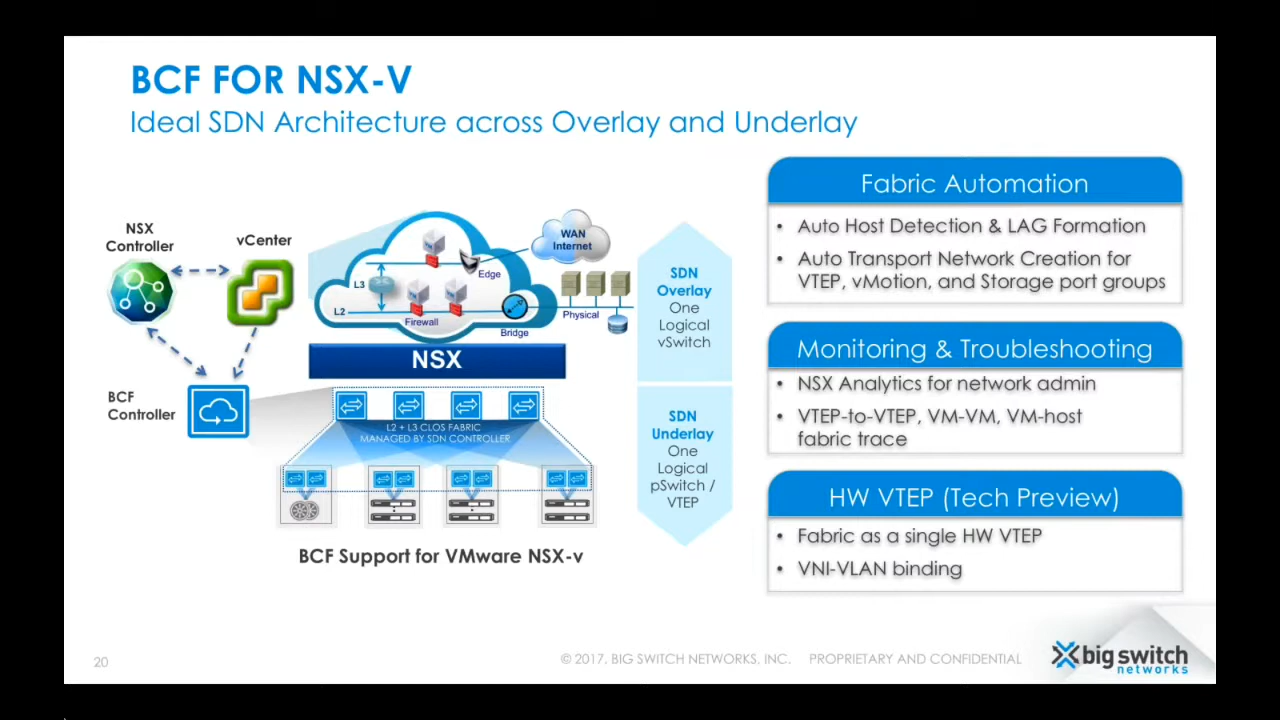 BCF FOR NSX-V
Ideal SDN Architecture across Overlay and Underlay
NSX
Controller
vCenter
BCF
Controller
WAN
Internet
Edge
L3
L2
Firewall
Bridge
Physical
NSX
L2 + L3 CLOS FABRIC
MANAGED BY SDN CONTROLLER
BCF Support for VMware NSX-v
SDN
Overlay
One
Logical
vSwitch
SDN
Underlay
One
Logical
pSwitch /
VTEP
Fabric Automation
• Auto Host Detection & LAG Formation
• Auto Transport Network Creation for
VTEP, vMotion, and Storage port groups
Monitoring & Troubleshooting
• NSX Analytics for network admin
• VTEP-to-VTEP, VM-VM, VM-host
fabric trace
HW VTEP (Tech Preview)
• Fabric as a single HW VTEP
• VNI-VLAN binding
20
© 2017. BIG SWITCH NETWORKS, INC. PROPRIETARY AND CONFIDENTIAL
big switch
networks